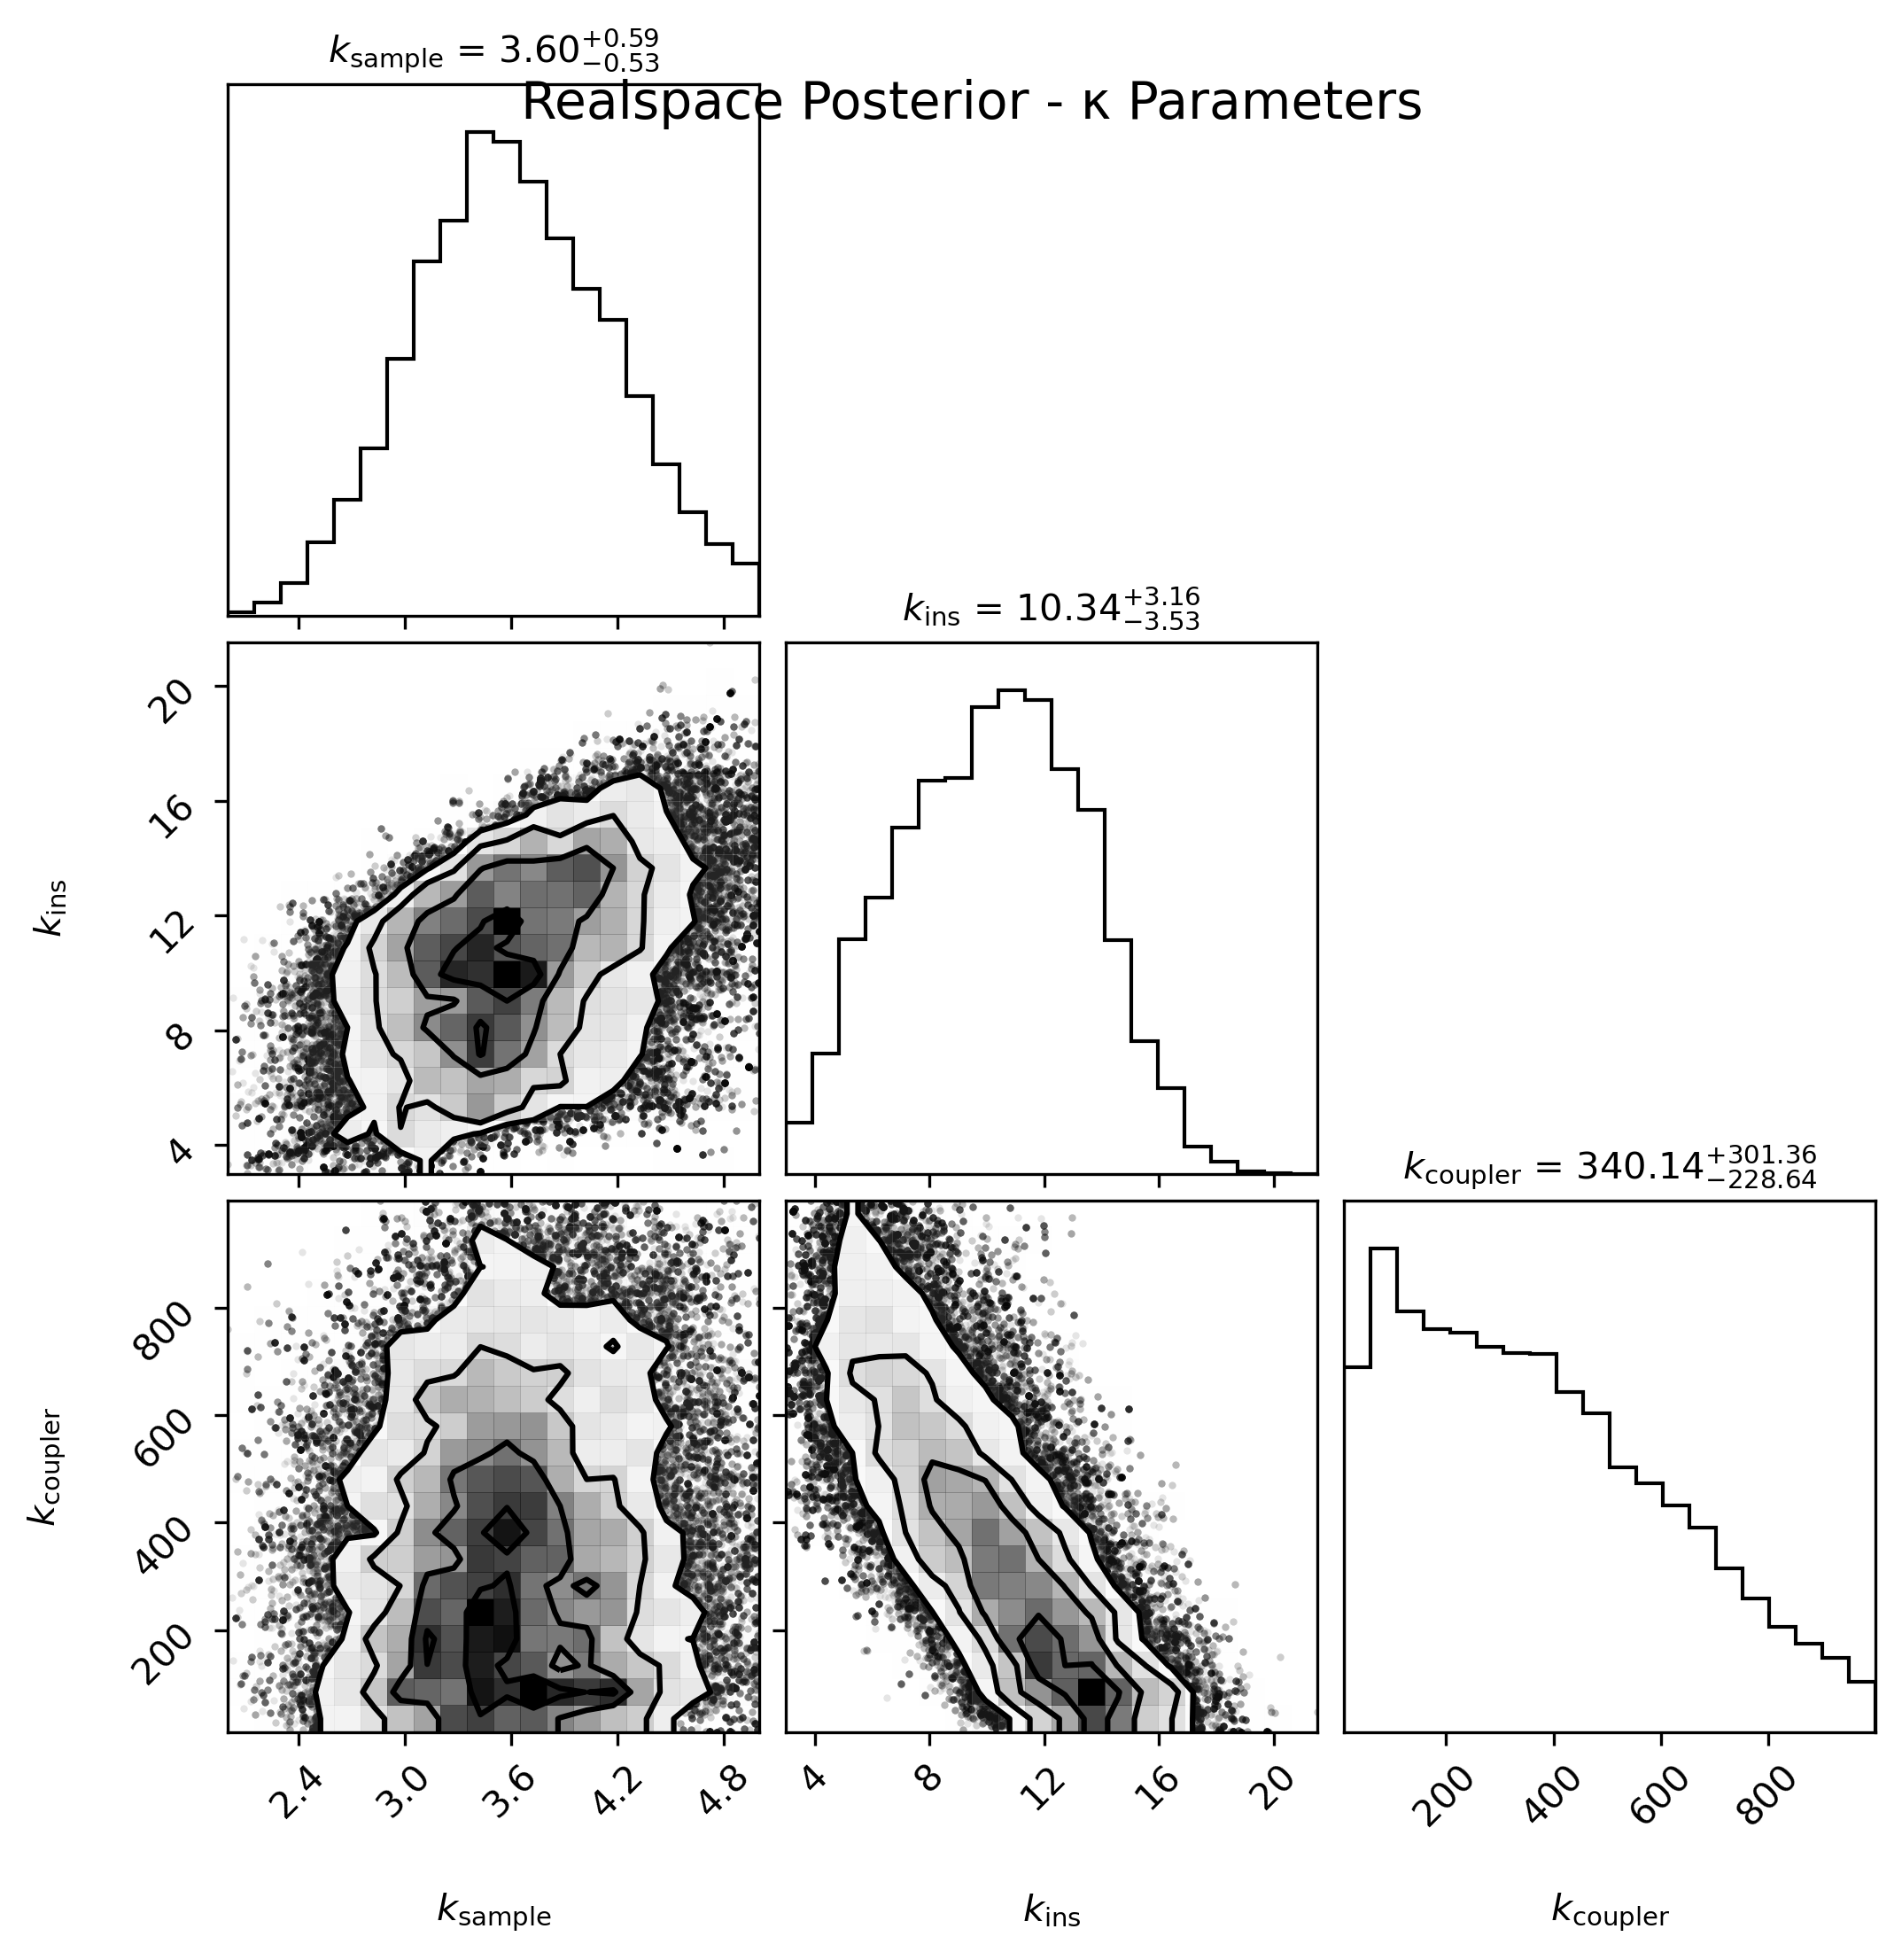 k_sample = 3.60 +0.59 −0.53
Realspace Posterior - κ Parameters
k_ins = 10.34 +3.16 −3.53
20
16
12
8
4
k_ins
k_coupler = 340.14 +301.36 −228.64
800
600
400
200
k_coupler
2.4 3.0 3.6 4.2 4.8
4 8 12 16 20
200 400 600 800
k_sample
k_ins
k_coupler